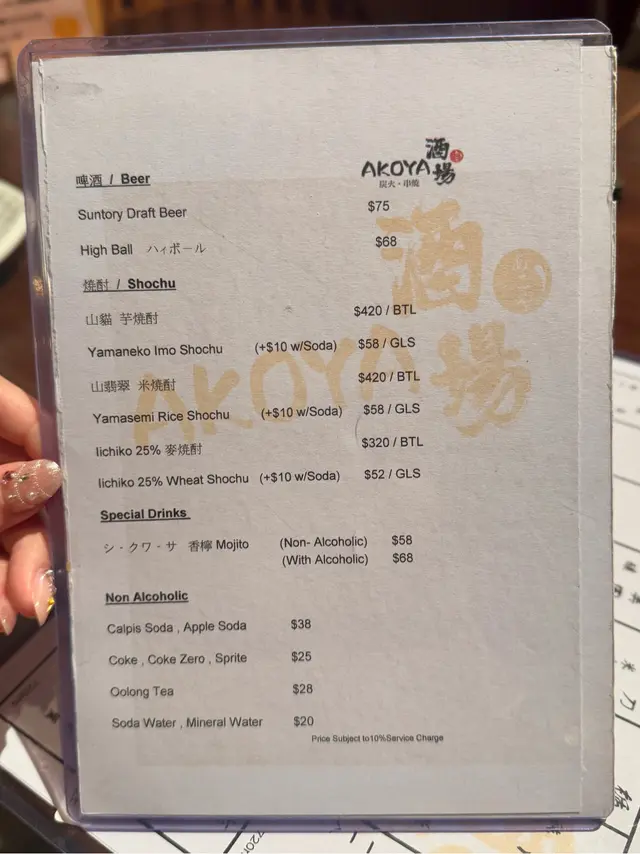 酒場
AKOYA
炭火・串燒
啤酒 / Beer
Suntory Draft Beer $75
High Ball ハィボール $68
焼酎 / Shochu
山貓 芋焼酎 $420 / BTL
Yamaneko Imo Shochu (+$10 w/Soda) $58 / GLS
山翡翠 米焼酎 $420 / BTL
Yamasemi Rice Shochu (+$10 w/Soda) $58 / GLS
Iichiko 25% 麥焼酎 $320 / BTL
Iichiko 25% Wheat Shochu (+$10 w/Soda) $52 / GLS
Special Drinks
シ - クワ - サ 香檸 Mojito (Non- Alcoholic) $58
(With Alcoholic) $68
Non Alcoholic
Calpis Soda , Apple Soda $38
Coke , Coke Zero , Sprite $25
Oolong Tea $28
Soda Water , Mineral Water $20
Price Subject to10%Service Charge
AKOYA
酒場